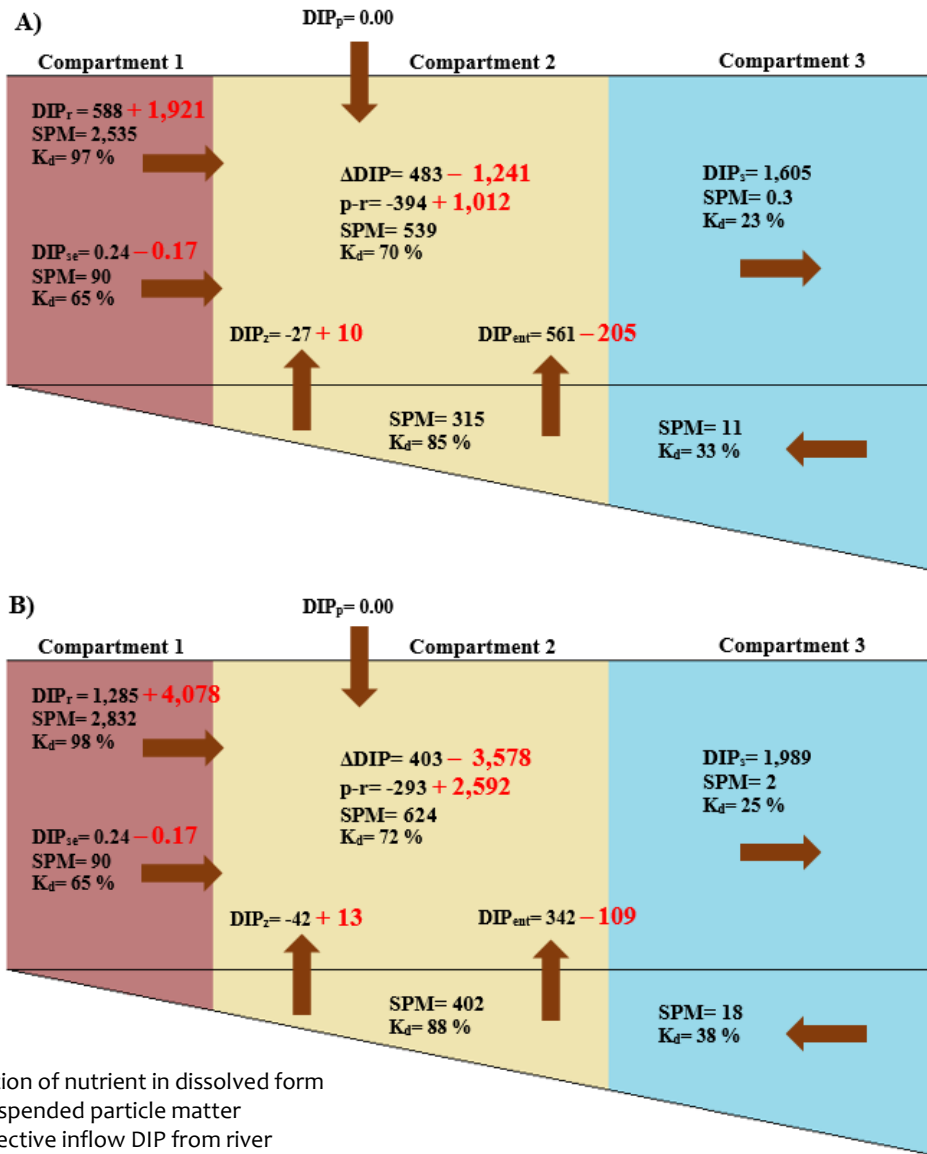 A)
DIPp= 0.00
Compartment 1
Compartment 2
Compartment 3
DIPr = 588 + 1,921
SPM= 2,535
Kd= 97 %
DIPse= 0.24 – 0.17
SPM= 90
Kd= 65 %
ΔDIP= 483 – 1,241
p-r= -394 + 1,012
SPM= 539
Kd= 70 %
DIPs= 1,605
SPM= 0.3
Kd= 23 %
DIPz= -27 + 10
DIPent= 561 – 205
SPM= 315
Kd= 85 %
SPM= 11
Kd= 33 %
B)
DIPp= 0.00
Compartment 1
Compartment 2
Compartment 3
DIPr = 1,285 + 4,078
SPM= 2,832
Kd= 98 %
DIPse= 0.24 – 0.17
SPM= 90
Kd= 65 %
ΔDIP= 403 – 3,578
p-r= -293 + 2,592
SPM= 624
Kd= 72 %
DIPs= 1,989
SPM= 2
Kd= 25 %
DIPz= -42 + 13
DIPent= 342 – 109
SPM= 402
Kd= 88 %
SPM= 18
Kd= 38 %
tion of nutrient in dissolved form
spended particle matter
ective inflow DIP from river